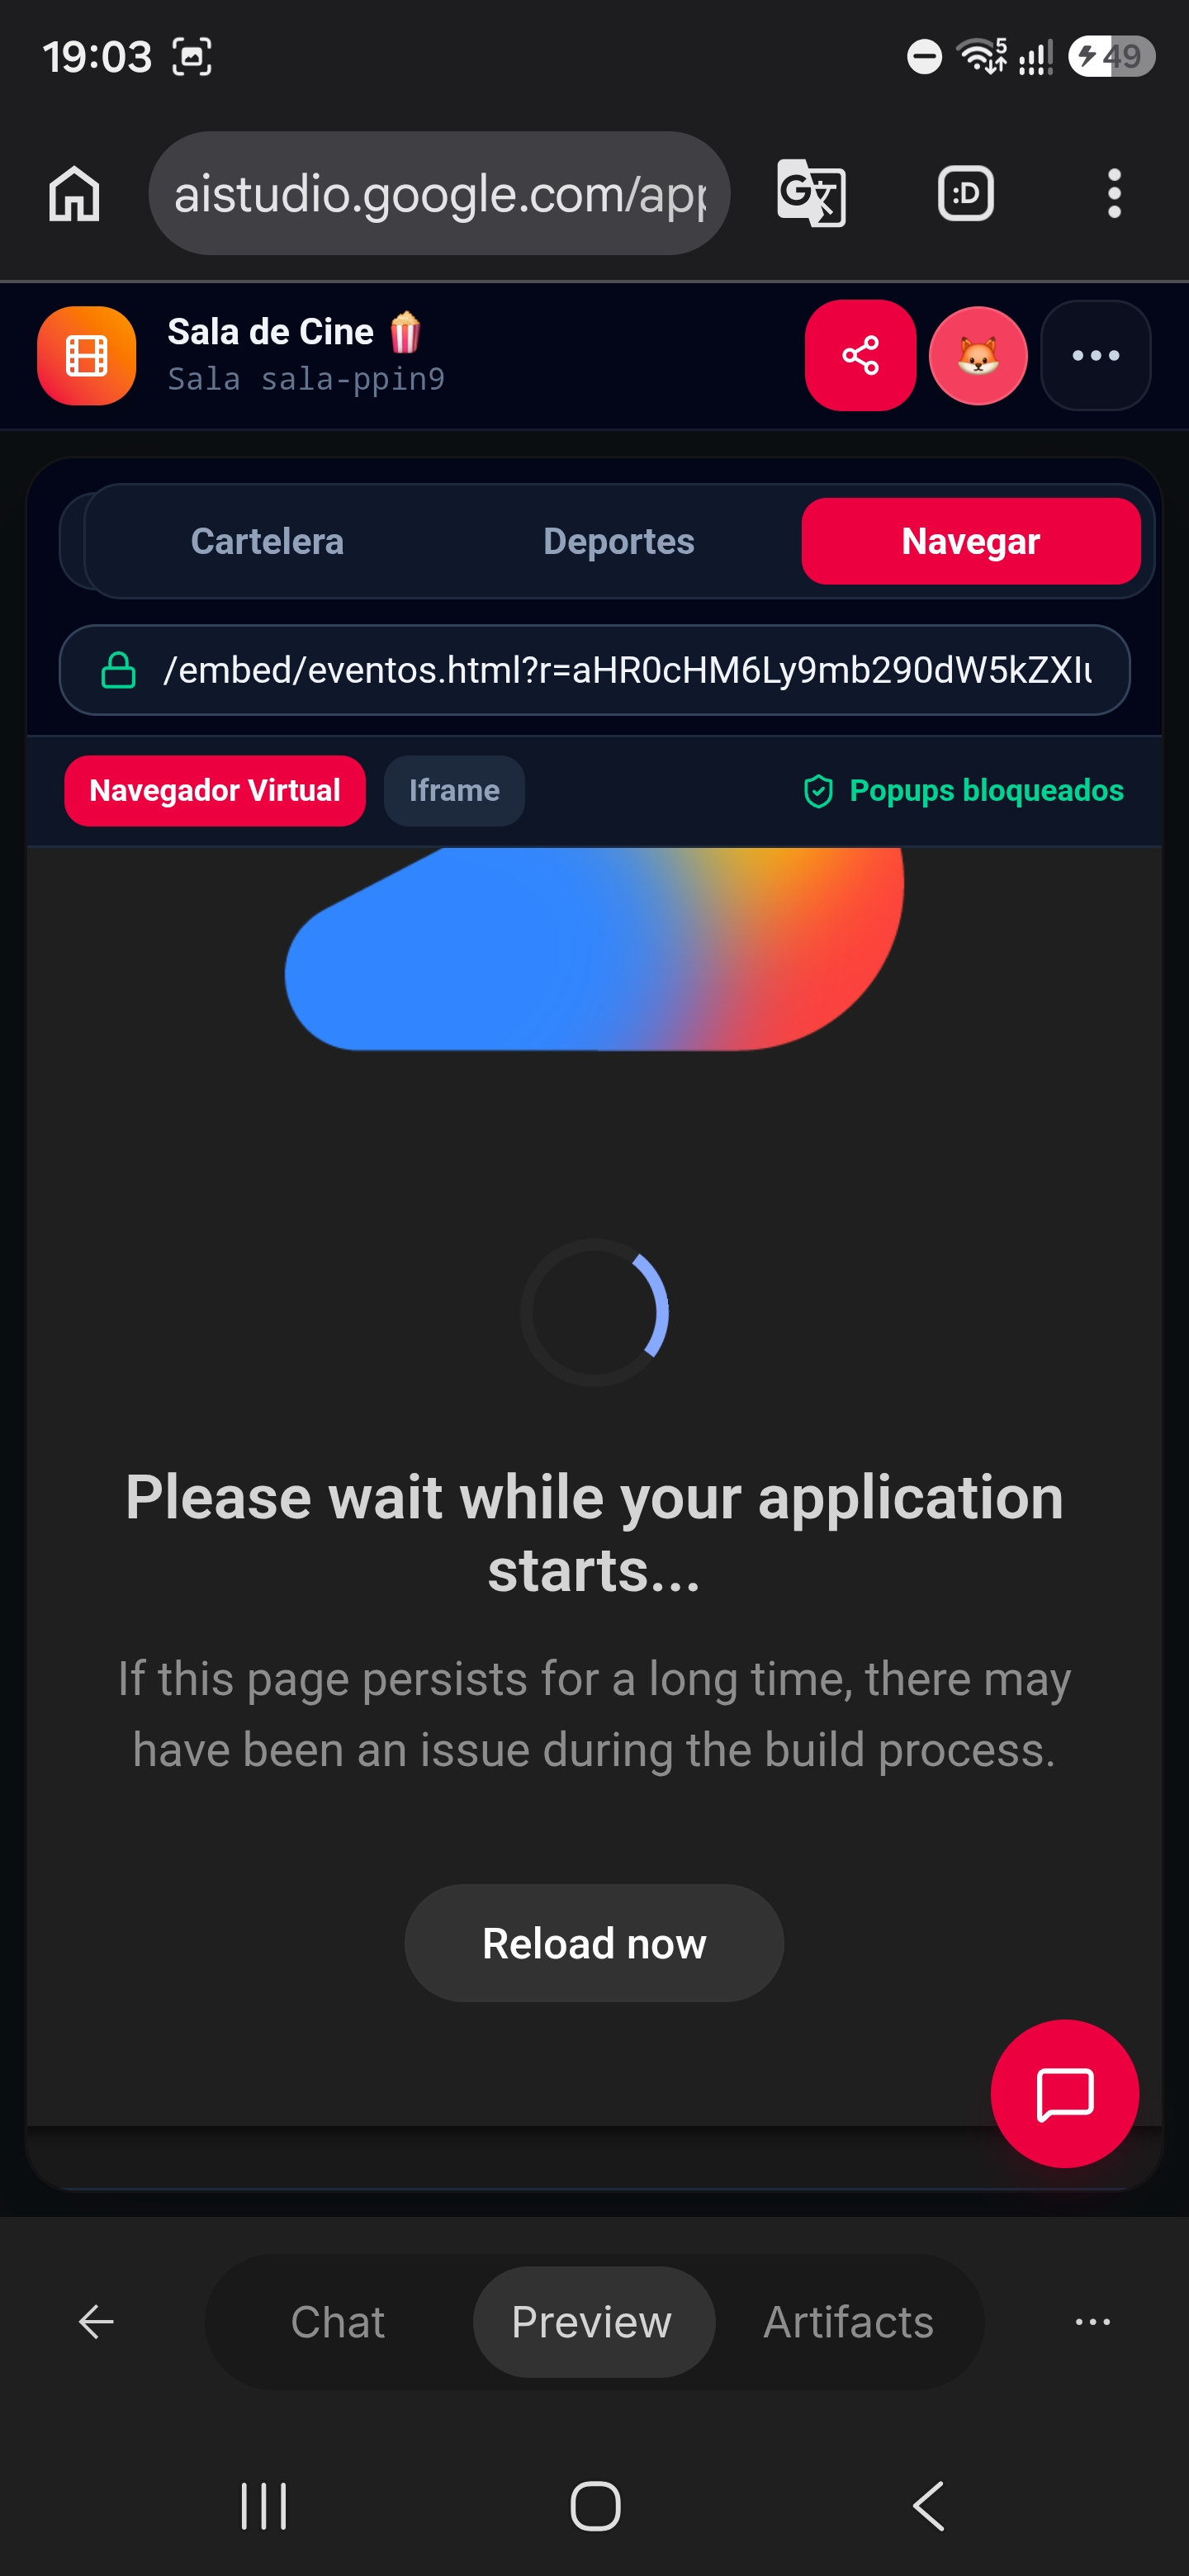 19:03
5
49
aistudio.google.com/app
G
:D
Sala de Cine 🍿
Sala sala-ppin9
Cartelera Deportes Navegar
/embed/eventos.html?r=aHR0cHM6Ly9mb290dW5kZXIu
Navegador Virtual Iframe Popups bloqueados
Please wait while your application
starts...
If this page persists for a long time, there may
have been an issue during the build process.
Reload now
Chat Preview Artifacts